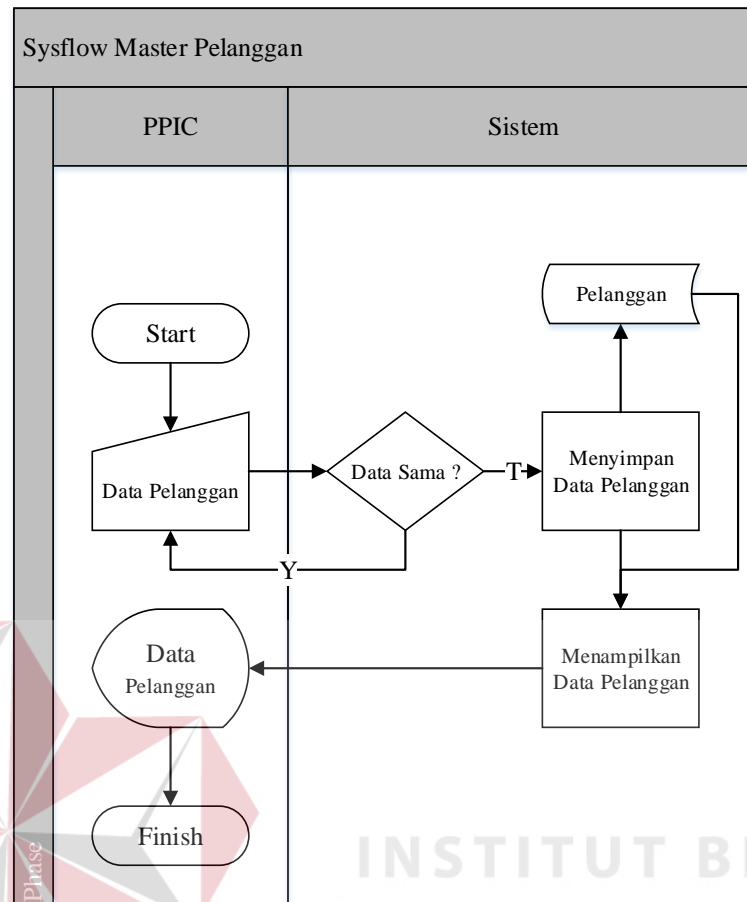 Sysflow Master Pelanggan
PPIC
Sistem
Pelanggan
Start
Data Pelanggan
Data Sama ?
T
Menyimpan
Data Pelanggan
Y
Data
Pelanggan
Menampilkan
Data Pelanggan
Finish
Phase
INSTITUT